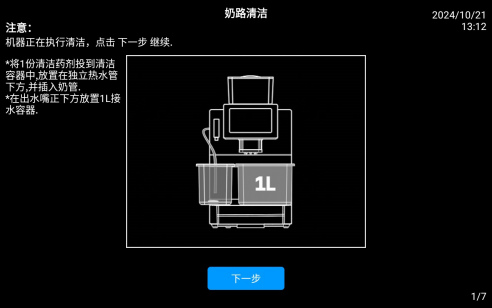 奶路清洁
2024/10/21
13:12
注意：
机器正在执行清洁，点击 下一步 继续.
*将1份清洁药剂投到清洁
容器中,放置在独立热水管
下方,并插入奶管.
*在出水嘴正下方放置1L接
水容器.
1L
下一步
1/7